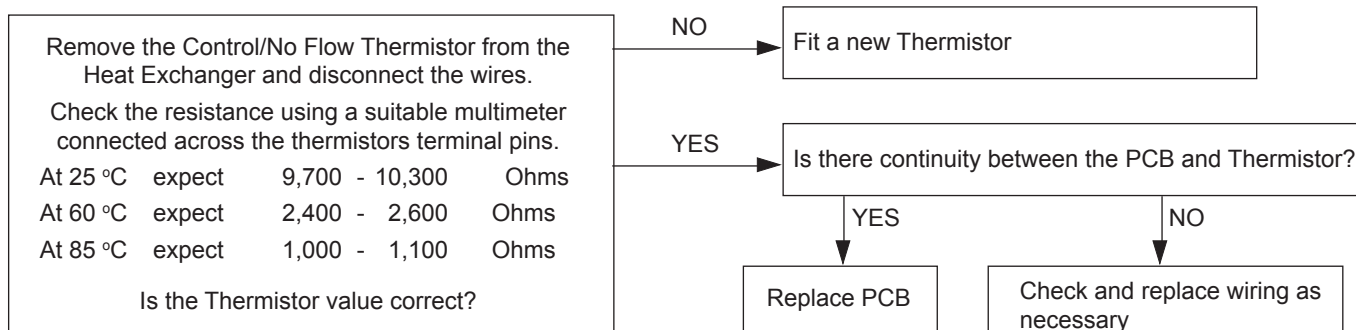 Remove the Control/No Flow Thermistor from the
Heat Exchanger and disconnect the wires.
Check the resistance using a suitable multimeter
connected across the thermistors terminal pins.
At 25 ºC expect 9,700 - 10,300 Ohms
At 60 ºC expect 2,400 - 2,600 Ohms
At 85 ºC expect 1,000 - 1,100 Ohms
Is the Thermistor value correct?
NO
Fit a new Thermistor
YES
Is there continuity between the PCB and Thermistor?
YES
NO
Replace PCB
Check and replace wiring as
necessary